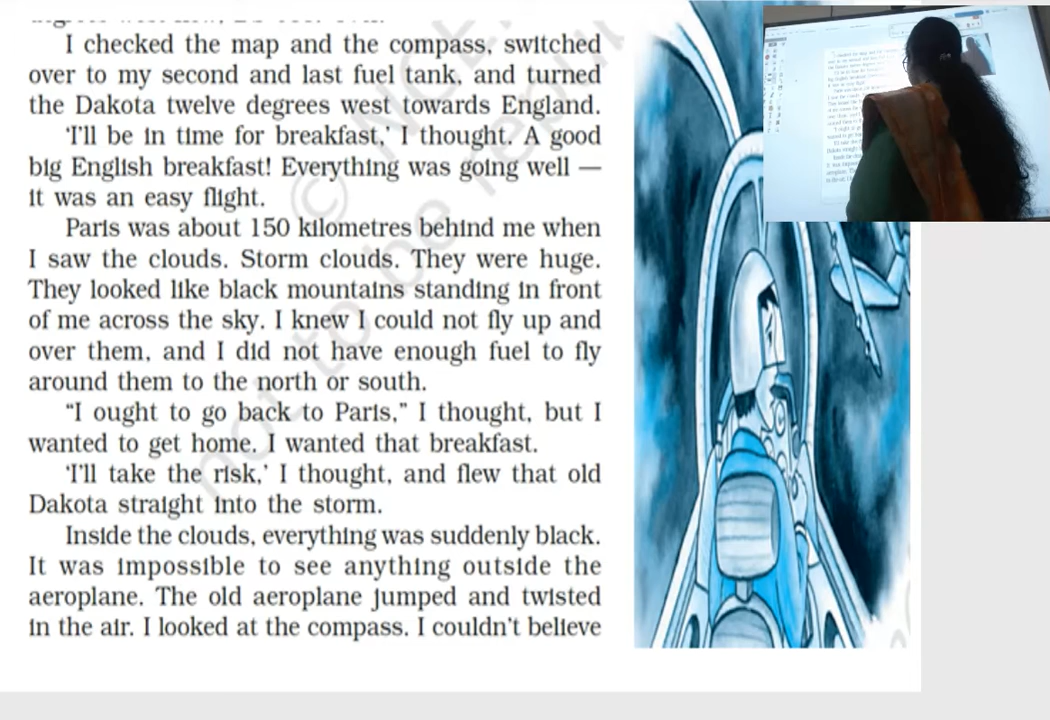 I checked the map and the compass, switched
over to my second and last fuel tank, and turned
the Dakota twelve degrees west towards England.
‘I'll be in time for breakfast,’ I thought. A good
big English breakfast! Everything was going well —
it was an easy flight.
Paris was about 150 kilometres behind me when
I saw the clouds. Storm clouds. They were huge.
They looked like black mountains standing in front
of me across the sky. I knew I could not fly up and
over them, and I did not have enough fuel to fly
around them to the north or south.
“I ought to go back to Paris,” I thought, but I
wanted to get home. I wanted that breakfast.
‘I'll take the risk,’ I thought, and flew that old
Dakota straight into the storm.
Inside the clouds, everything was suddenly black.
It was impossible to see anything outside the
aeroplane. The old aeroplane jumped and twisted
in the air. I looked at the compass. I couldn't believe